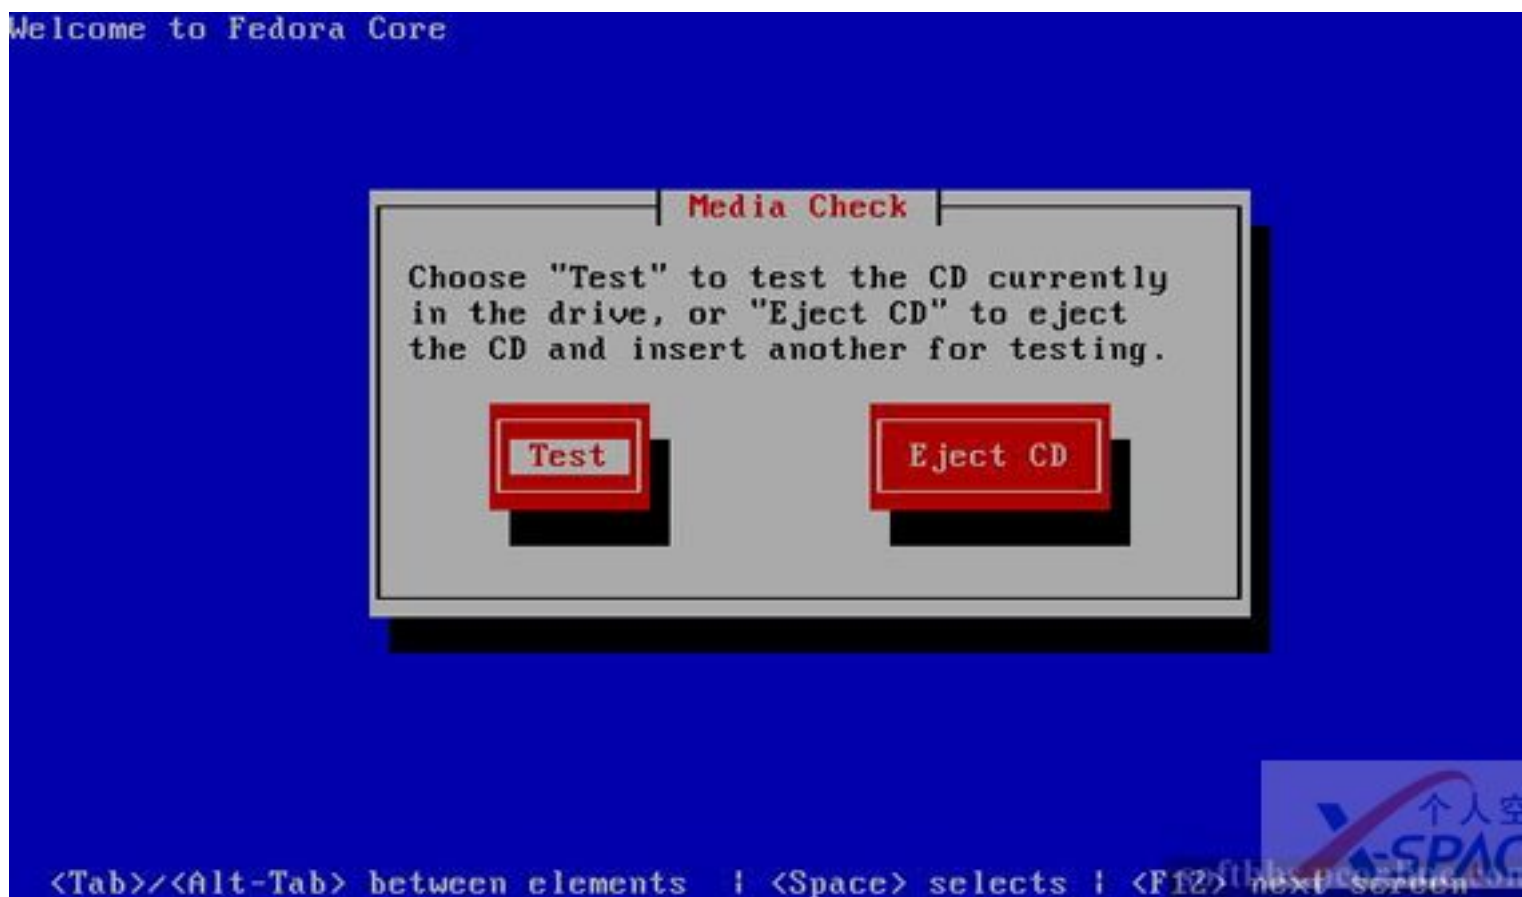 Welcome to Fedora Core
Media Check
Choose "Test" to test the CD currently
in the drive, or "Eject CD" to eject
the CD and insert another for testing.
Test
Eject CD
个人空
X-SPAC
<Tab>/<Alt-Tab> between elements | <Space> selects | <F12> next screen